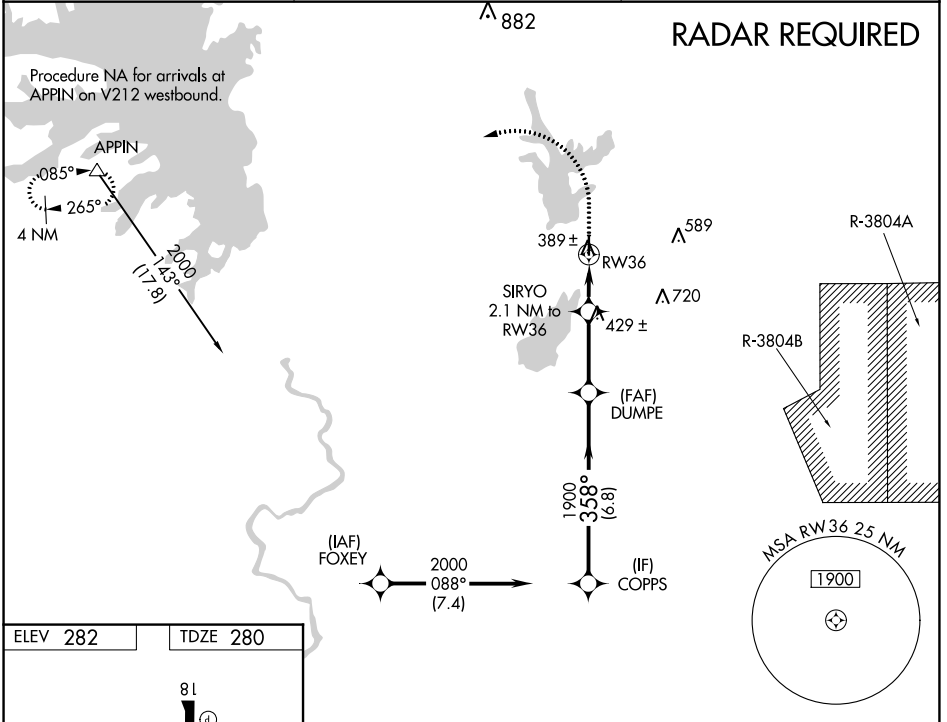 882
RADAR REQUIRED
Procedure NA for arrivals at
APPIN on V212 westbound.
APPIN
085°
265°
4 NM
2000
143°
(17.8)
389 ±
RW36
589
SIRYO
2.1 NM to
RW36
720
429 ±
R-3804A
R-3804B
(FAF)
DUMPE
1900
358°
(6.8)
(IAF)
FOXEY
2000
088°
(7.4)
(IF)
COPPS
MSA RW36 25 NM
1900
ELEV 282
TDZE 280
18
P